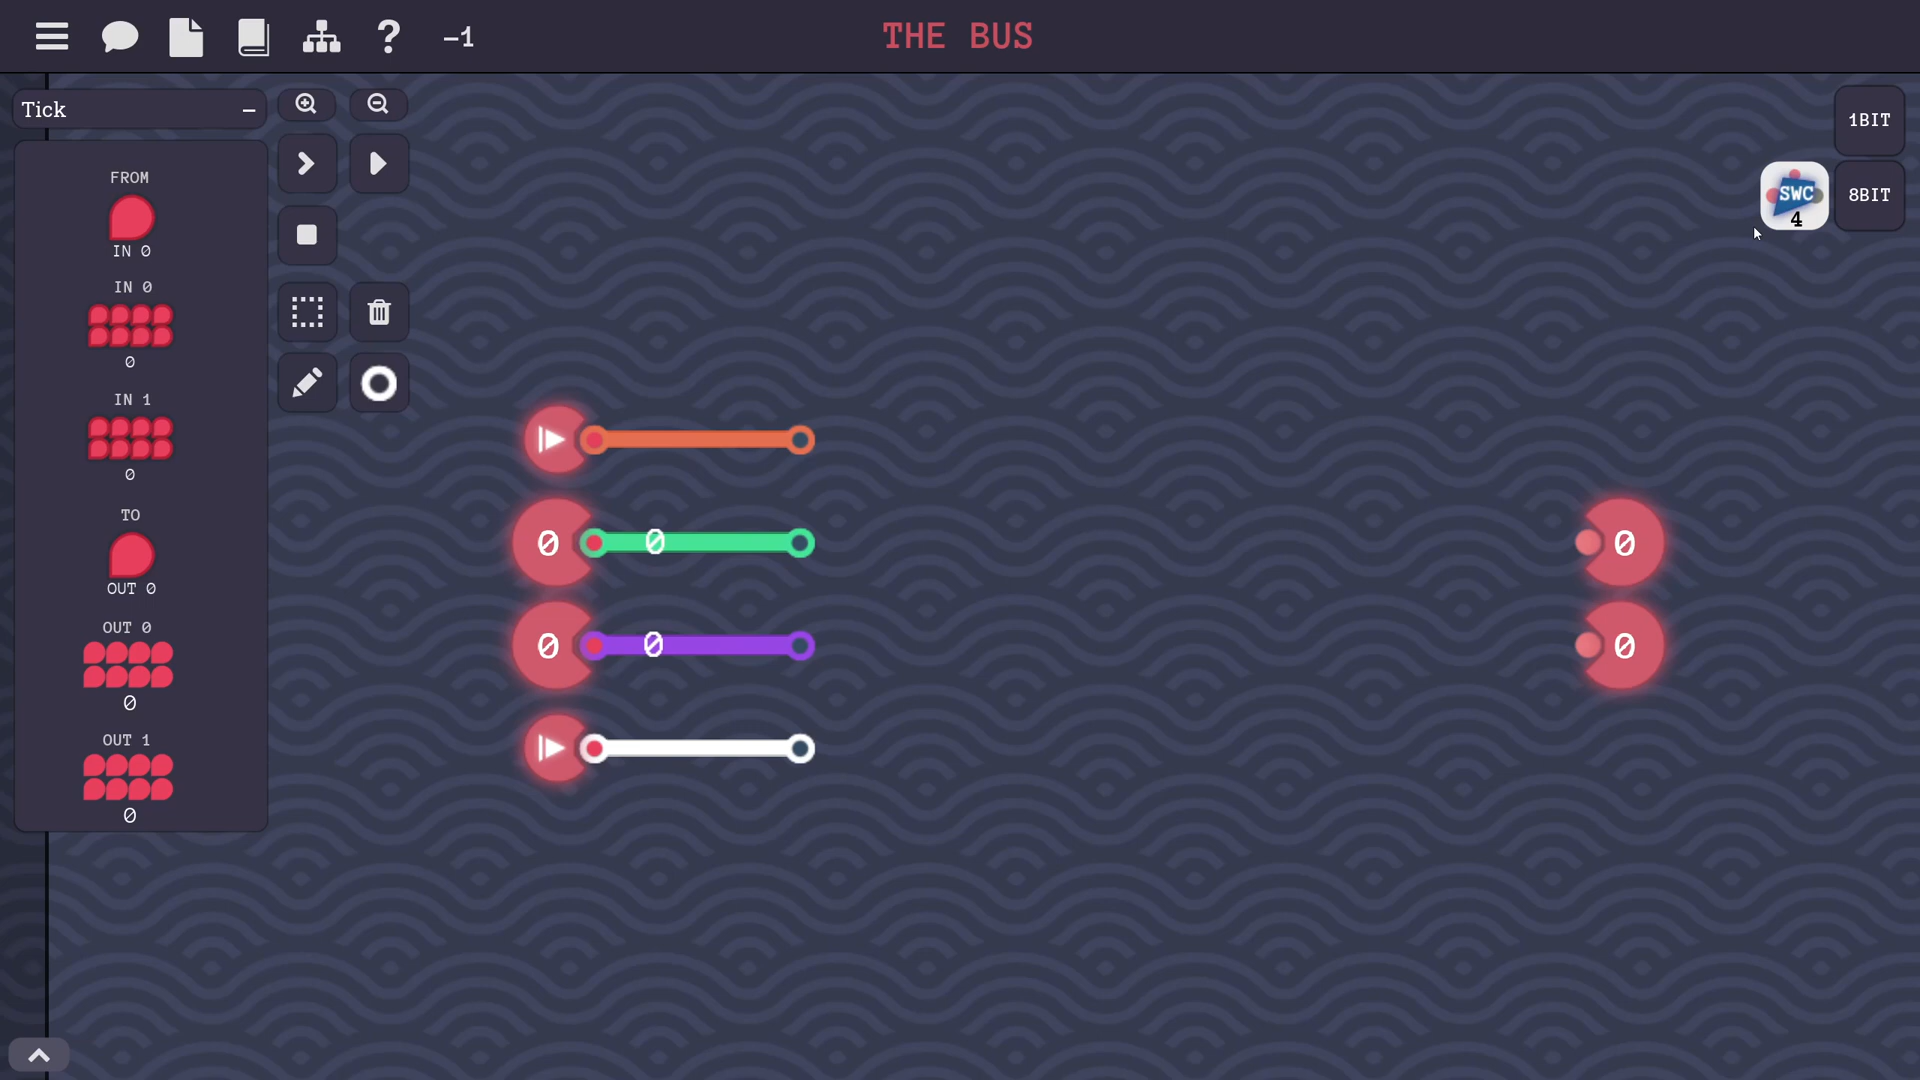 ? -1
THE BUS
Tick –
FROM
IN 0
IN 0
0
IN 1
0
TO
OUT 0
OUT 0
0
OUT 1
0
0 0
0 0
0
0
1BIT
SWC
4
8BIT